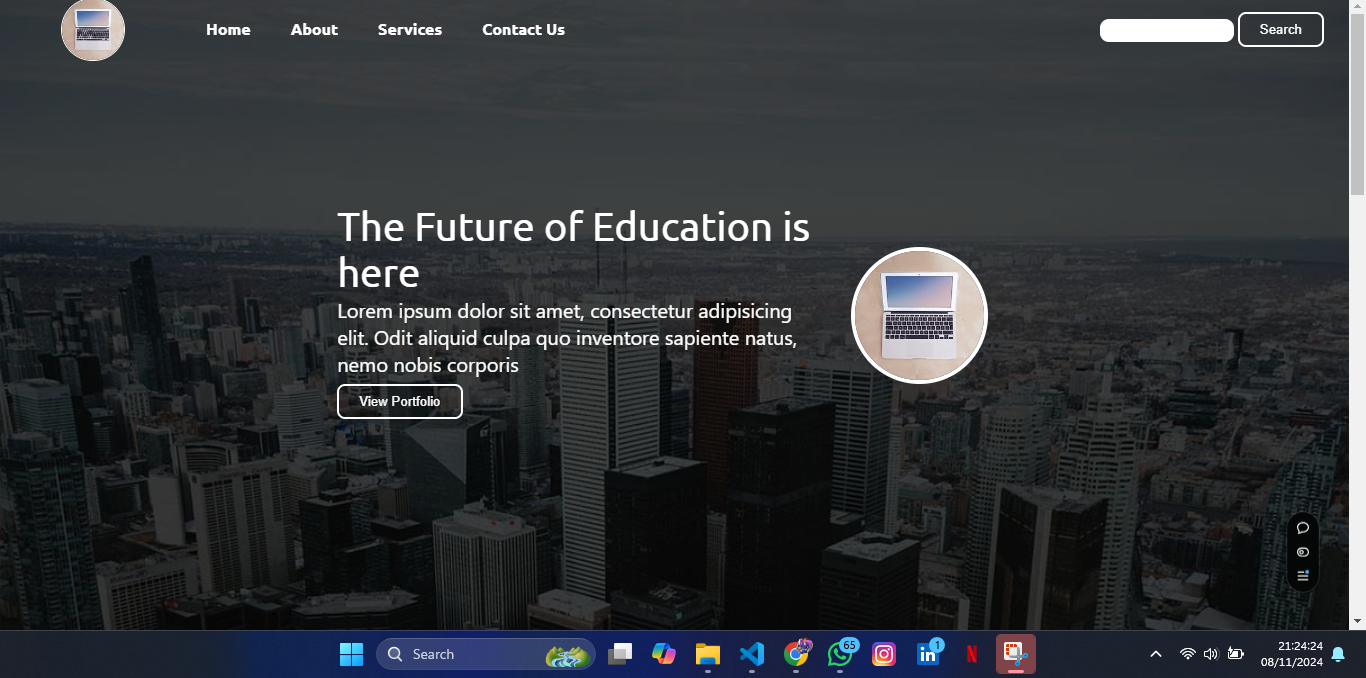 Home About Services Contact Us Search
The Future of Education is
here
Lorem ipsum dolor sit amet, consectetur adipisicing
elit. Odit aliquid culpa quo inventore sapiente natus,
nemo nobis corporis
View Portfolio
Search
65
in 1
N
21:24:24
08/11/2024